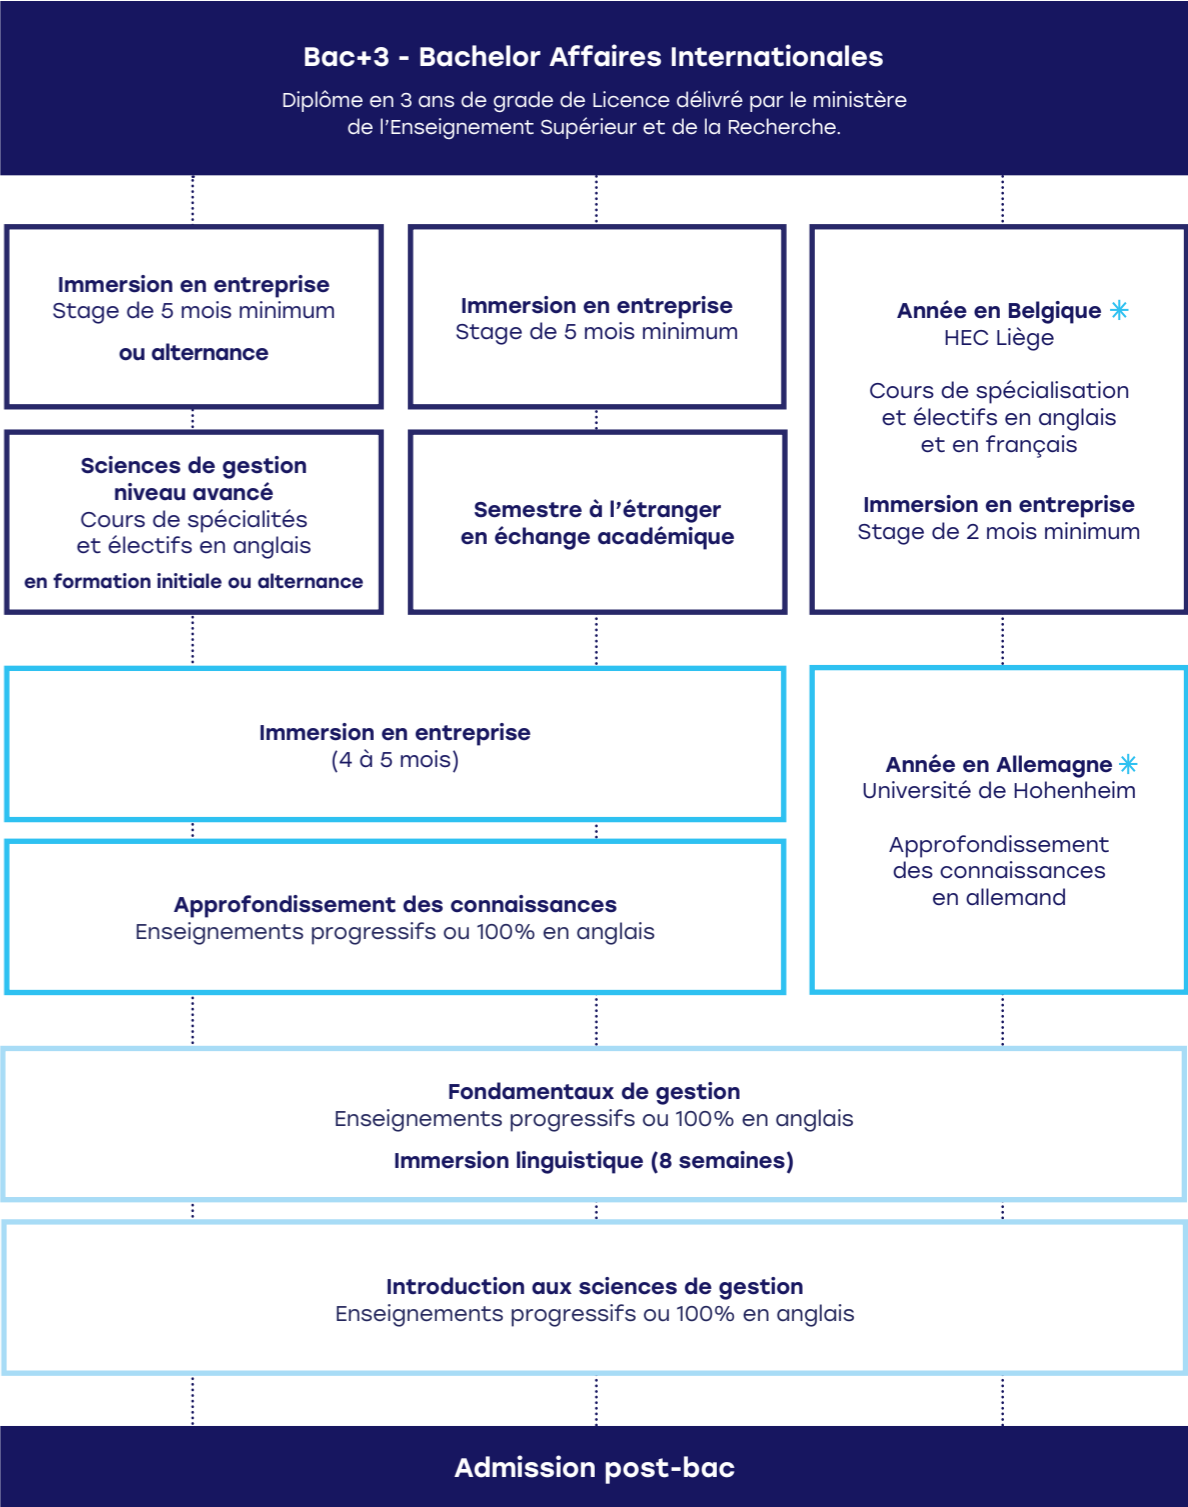 Bac+3 - Bachelor Affaires Internationales
Diplôme en 3 ans de grade de Licence délivré par le ministère
de l'Enseignement Supérieur et de la Recherche.
Immersion en entreprise
Stage de 5 mois minimum
ou alternance
Immersion en entreprise
Stage de 5 mois minimum
Année en Belgique
HEC Liège
Cours de spécialisation
et électifs en anglais
et en français
Immersion en entreprise
Stage de 2 mois minimum
Sciences de gestion
niveau avancé
Cours de spécialités
et électifs en anglais
en formation initiale ou alternance
Semestre à l'étranger
en échange académique
Immersion en entreprise
(4 à 5 mois)
Année en Allemagne
Université de Hohenheim
Approfondissement
des connaissances
en allemand
Approfondissement des connaissances
Enseignements progressifs ou 100% en anglais
Fondamentaux de gestion
Enseignements progressifs ou 100% en anglais
Immersion linguistique (8 semaines)
Introduction aux sciences de gestion
Enseignements progressifs ou 100% en anglais
Admission post-bac